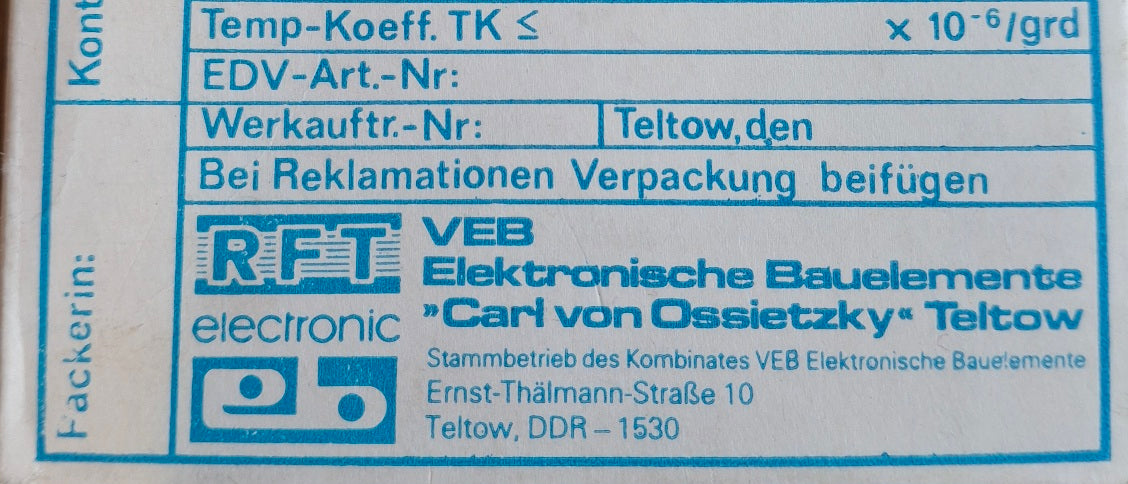 Kont
Temp-Koeff. TK ≤ x 10⁻⁶/grd
EDV-Art.-Nr:
Werkauftr.-Nr: Teltow,den
Bei Reklamationen Verpackung beifügen
Packerin:
RFT
electronic
VEB
Elektronische Bauelemente
»Carl von Ossietzky« Teltow
Stammbetrieb des Kombinates VEB Elektronische Bauelemente
Ernst-Thälmann-Straße 10
Teltow, DDR – 1530